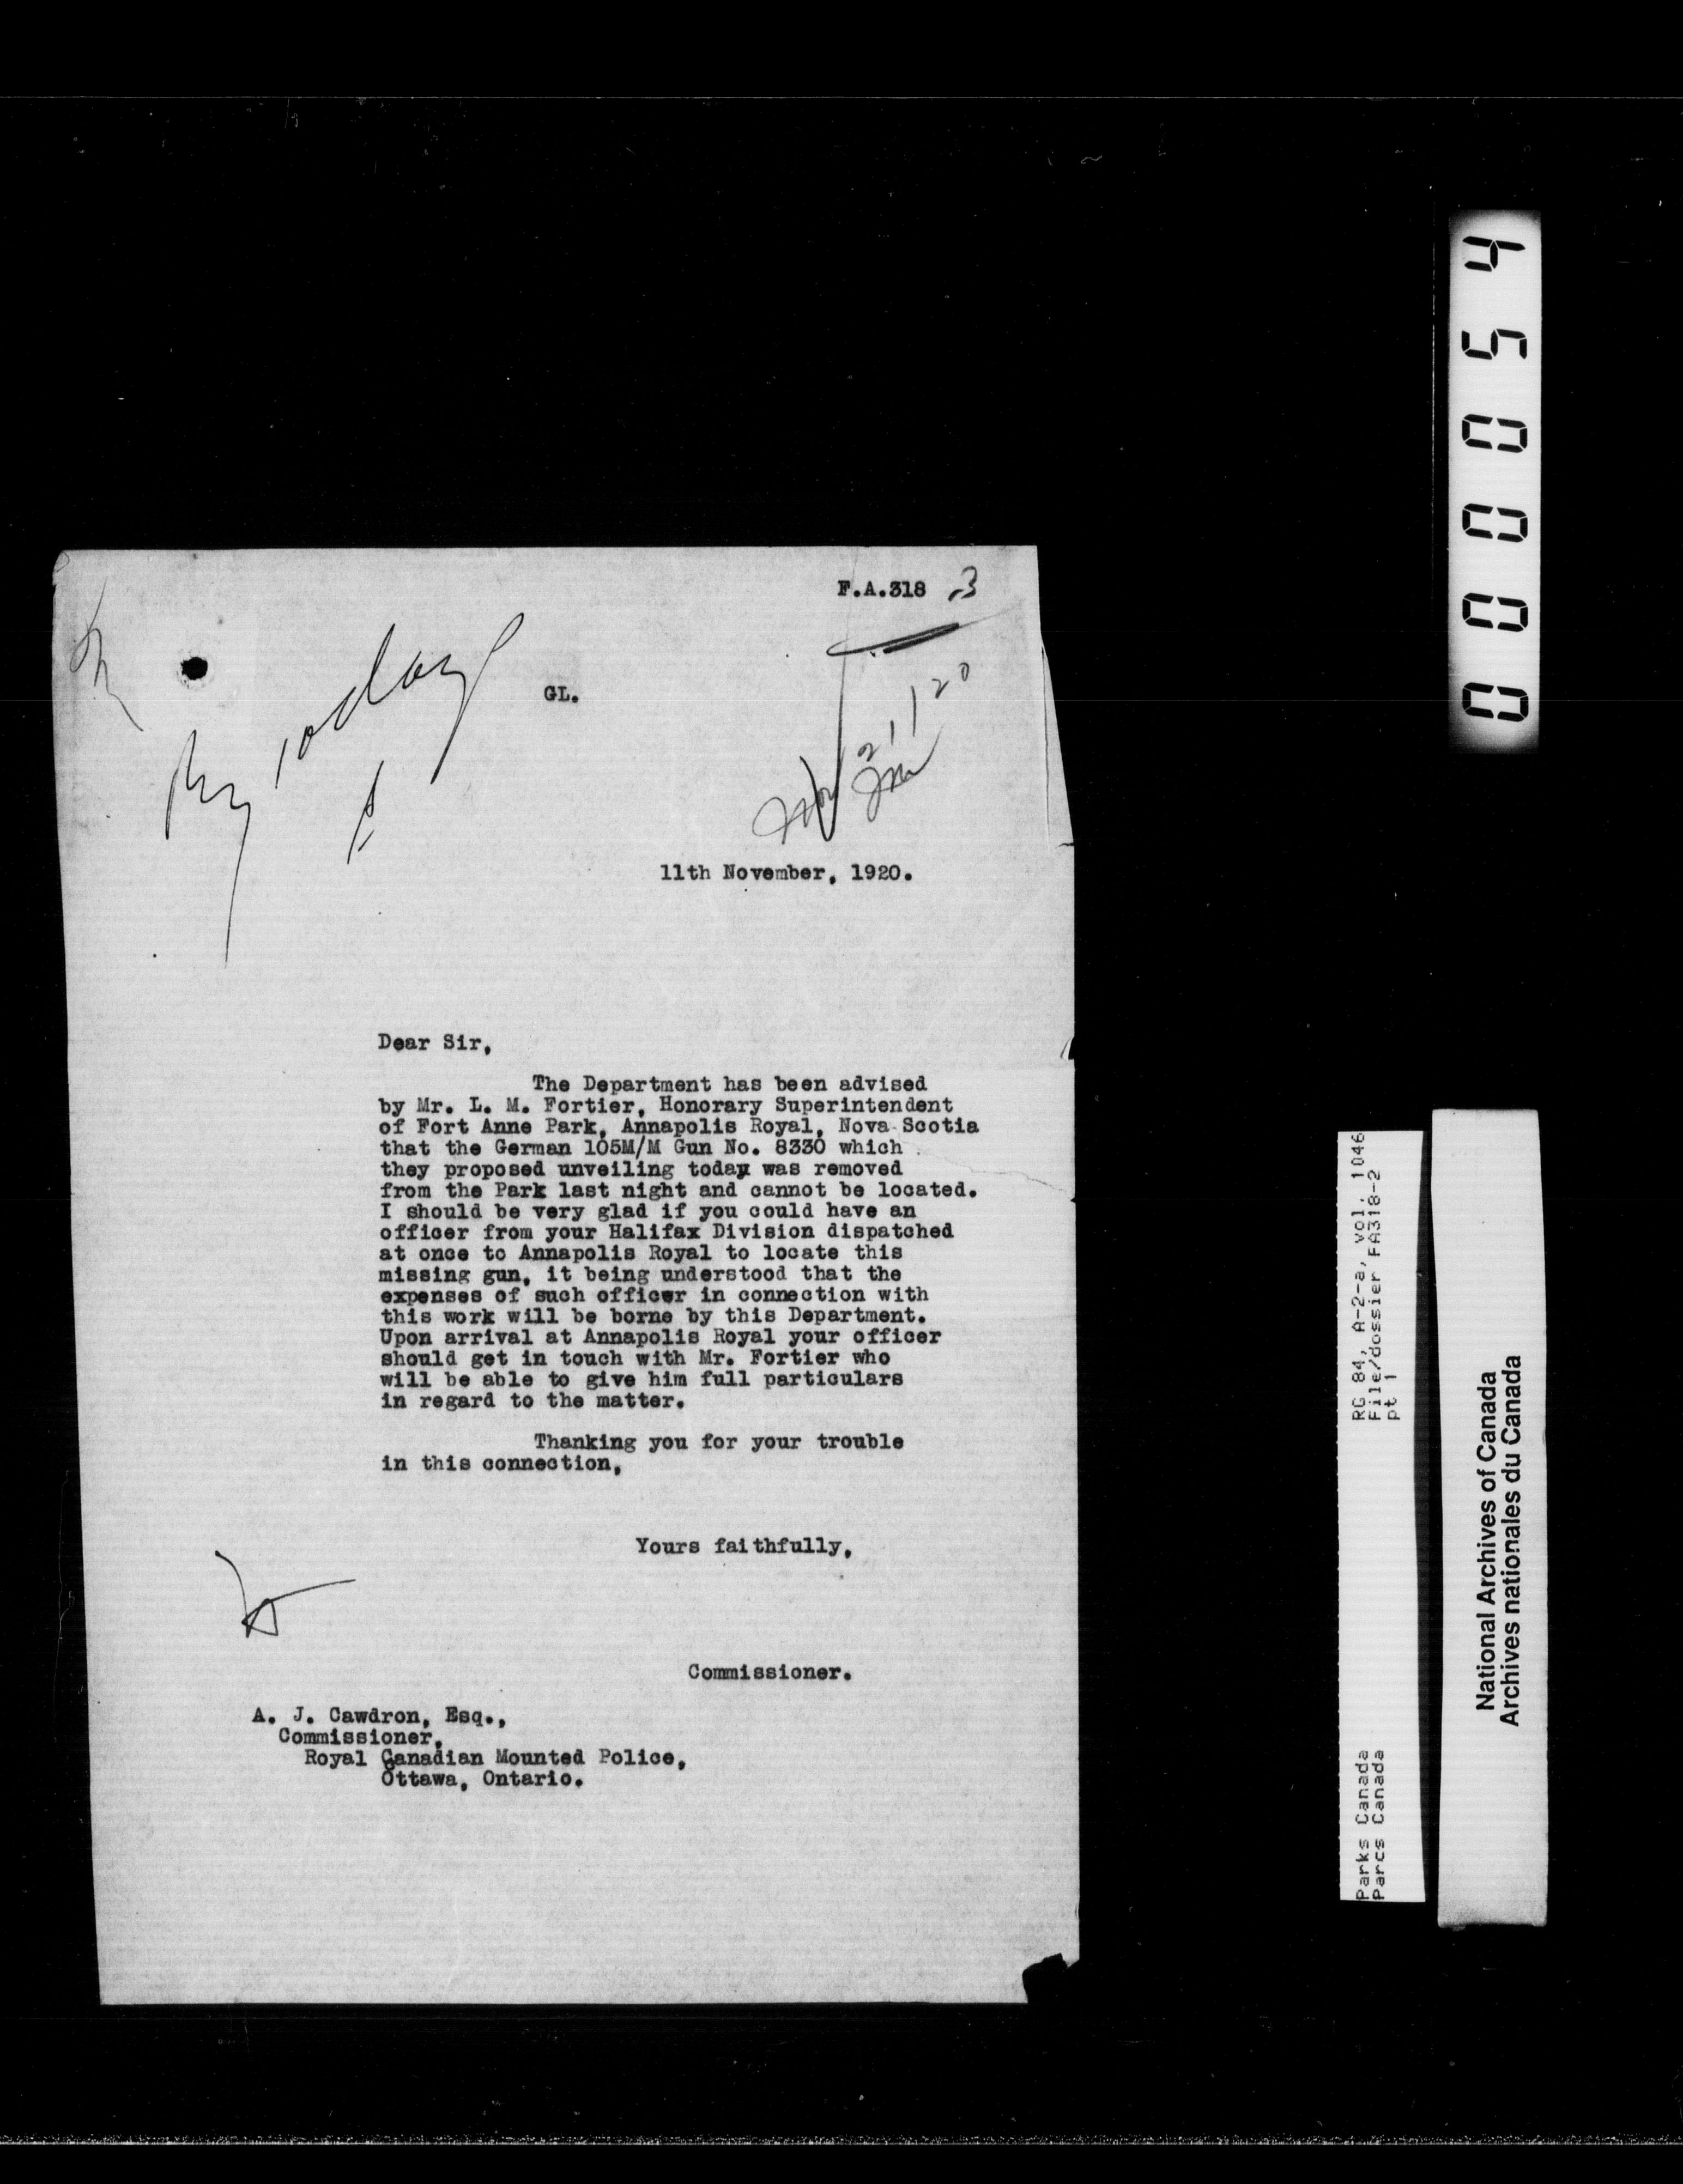 F.A.318 3
GL.
10 days
21/1/20
11th November, 1920.
Dear Sir,
The Department has been advised
by Mr. L. M. Fortier, Honorary Superintendent
of Fort Anne Park, Annapolis Royal, Nova Scotia
that the German 105M/M Gun No. 8330 which
they proposed unveiling today was removed
from the Park last night and cannot be located.
I should be very glad if you could have an
officer from your Halifax Division dispatched
at once to Annapolis Royal to locate this
missing gun, it being understood that the
expenses of such officer in connection with
this work will be borne by this Department.
Upon arrival at Annapolis Royal your officer
should get in touch with Mr. Fortier who
will be able to give him full particulars
in regard to the matter.
Thanking you for your trouble
in this connection,
Yours faithfully,
Commissioner.
A. J. Cawdron, Esq.,
Commissioner,
Royal Canadian Mounted Police,
Ottawa, Ontario.
000054
RG 84, A-2-a, vol. 1046
File/dossier FA318-2
pt 1
Parks Canada
Parcs Canada
National Archives of Canada
Archives nationales du Canada